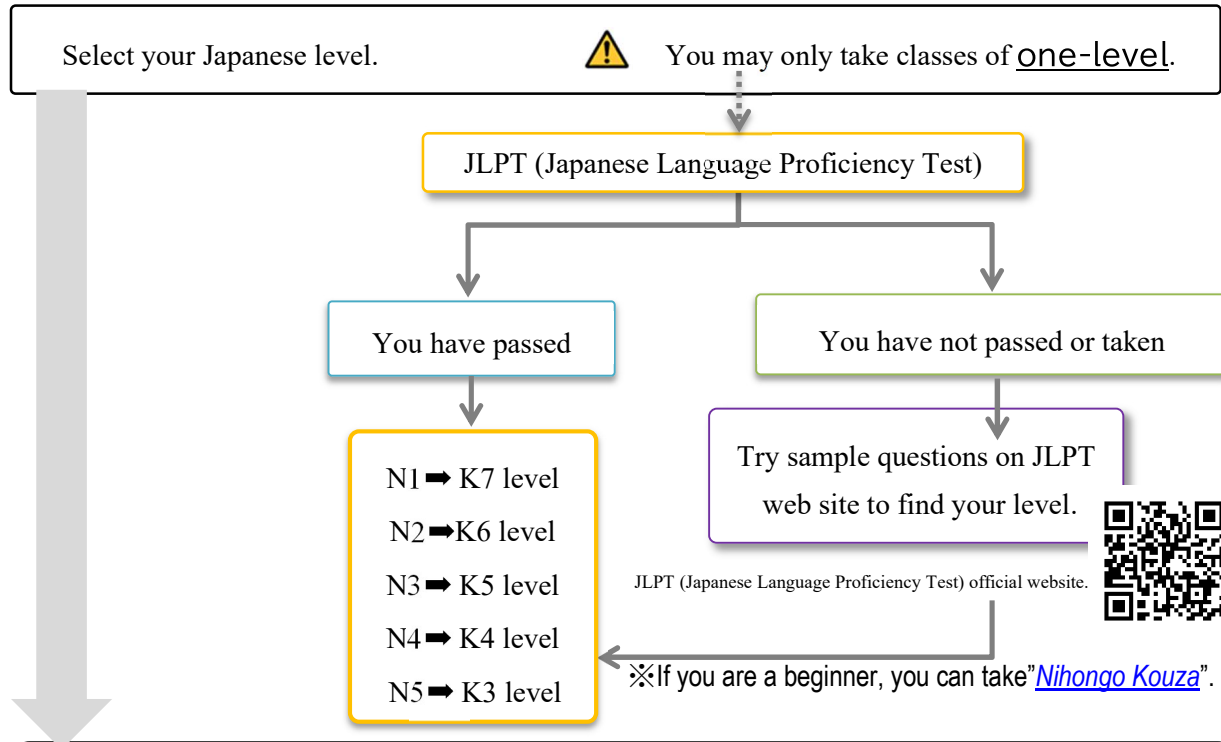 Select your Japanese level.
You may only take classes of one-level.
JLPT (Japanese Language Proficiency Test)
You have passed
You have not passed or taken
N1➡ K7 level
N2➡K6 level
N3➡ K5 level
N4➡ K4 level
N5➡ K3 level
Try sample questions on JLPT
web site to find your level.
JLPT (Japanese Language Proficiency Test) official website.
※If you are a beginner, you can take”Nihongo Kouza”.